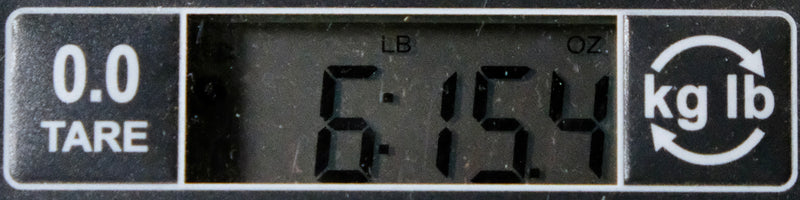 0.0
TARE
LB OZ
6:15.4
kg lb